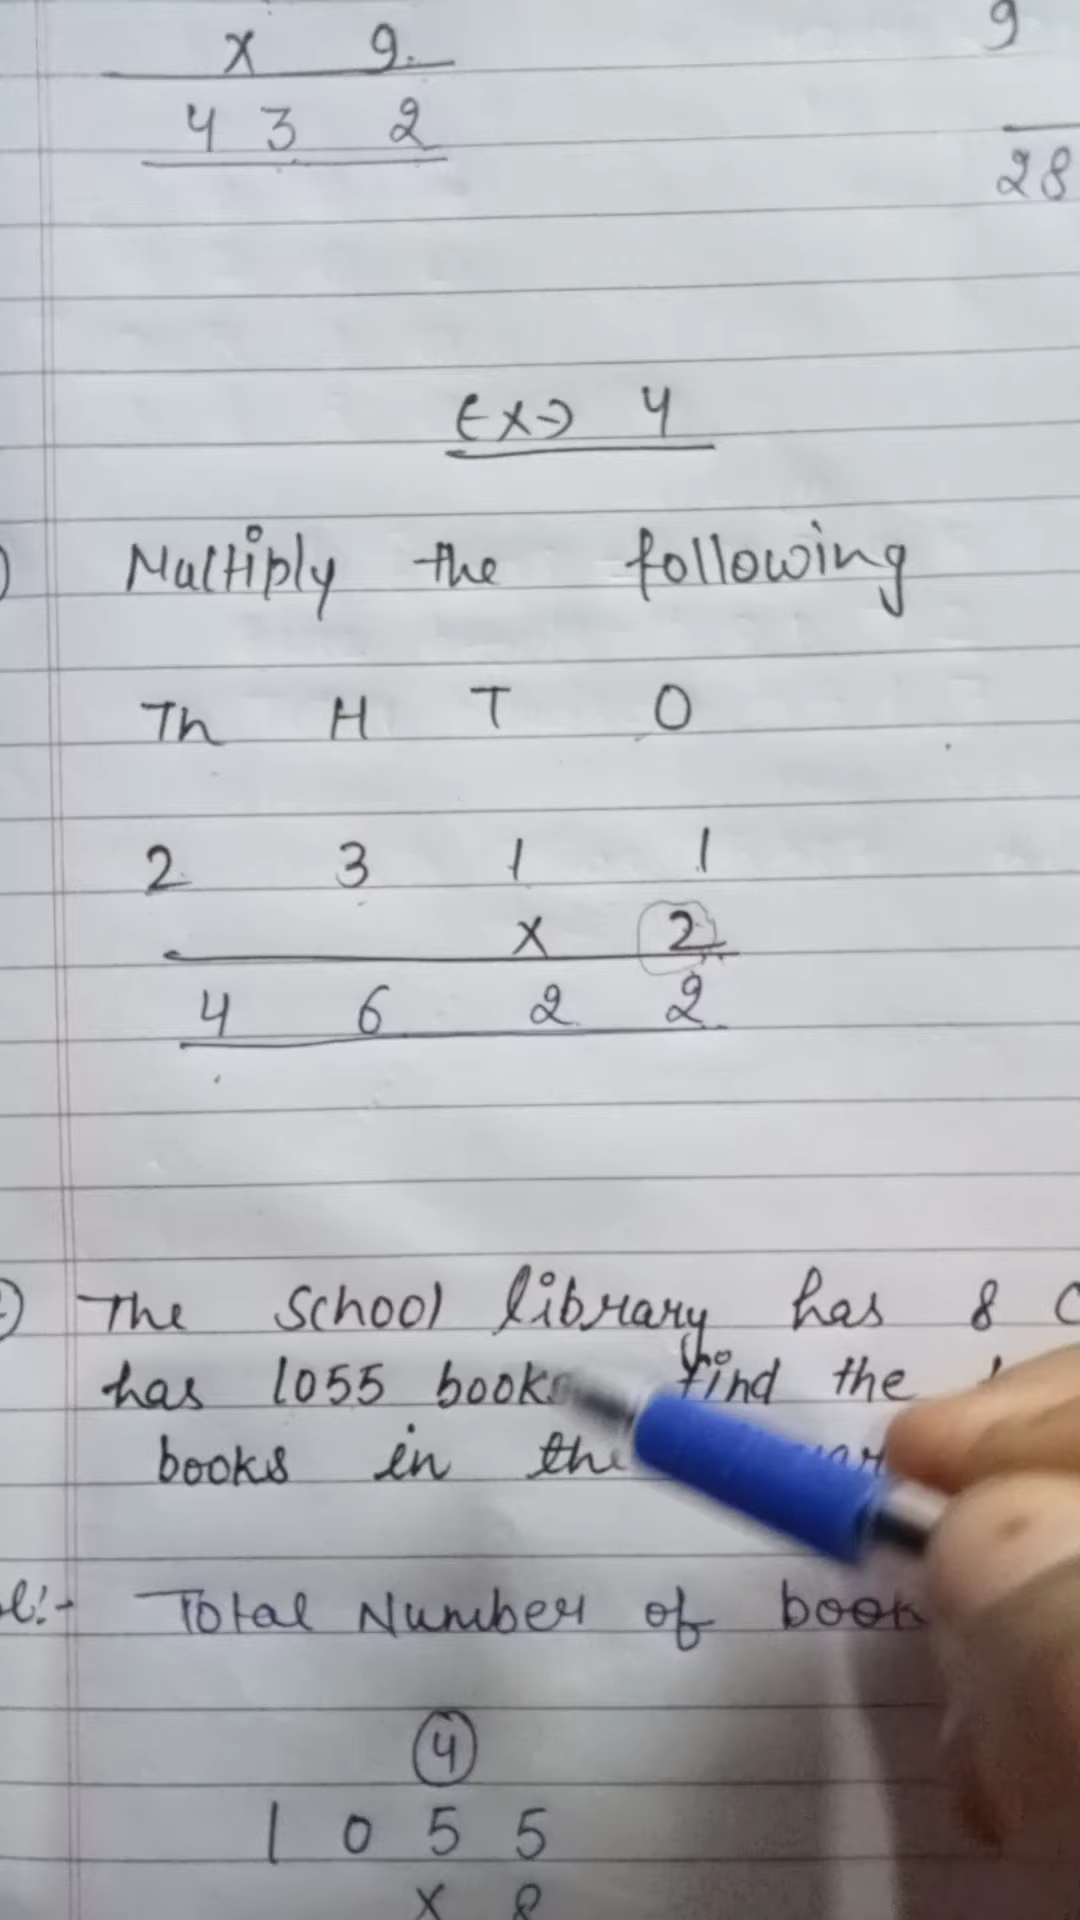 x 9
4 3 2
9
28
Ex→ 4
Multiply the following
Th H T O
2 3 1 1
x 2
4 6 2 2
The School library has 8
has 1055 books find the
books in the
Total Number of book
4
1 0 5 5
x 8